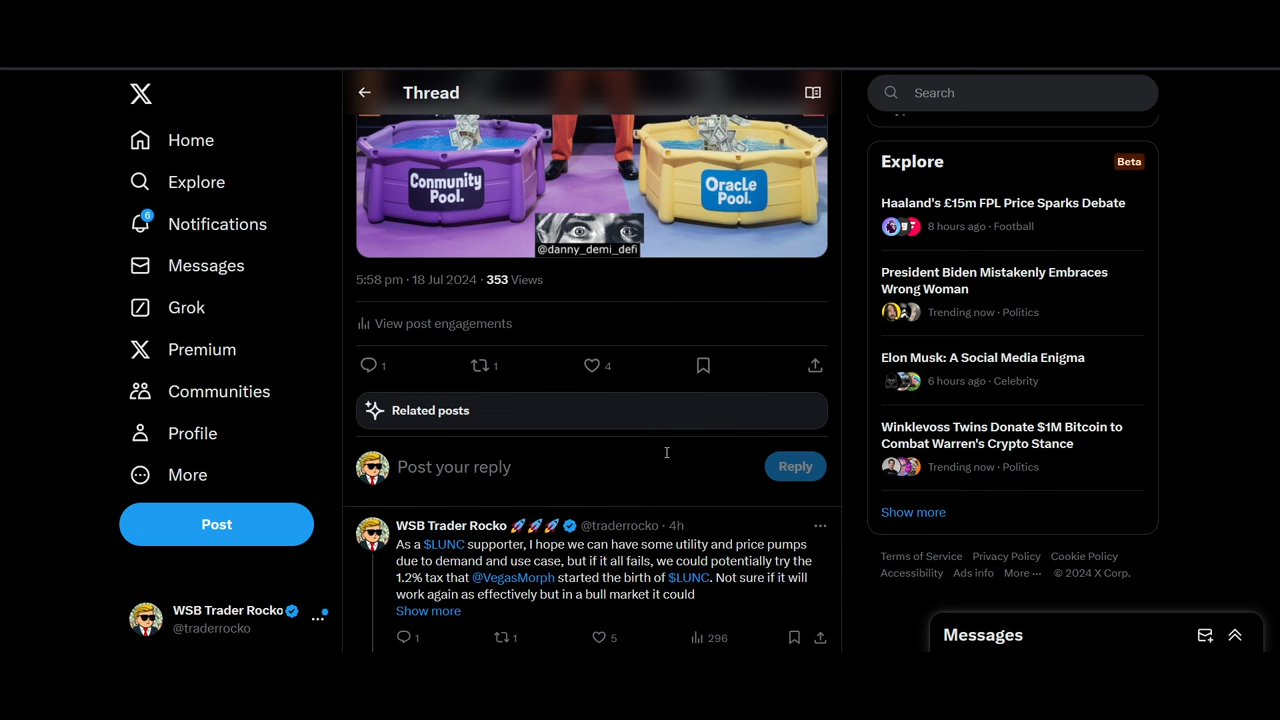 Home
Explore
6
Notifications
Messages
Grok
Premium
Communities
Profile
More
Post
WSB Trader Rocko
@traderrocko
Thread
Conmunity
Pool.
Oracle
Pool.
@danny_demi_defi
5:58 pm · 18 Jul 2024 · 353 Views
View post engagements
1
1
4
Related posts
Post your reply
Reply
WSB Trader Rocko 🚀🚀🚀 @traderrocko · 4h
As a $LUNC supporter, I hope we can have some utility and price pumps
due to demand and use case, but if it all fails, we could potentially try the
1.2% tax that @VegasMorph started the birth of $LUNC. Not sure if it will
work again as effectively but in a bull market it could
Show more
1
1
5
296
Search
Explore
Beta
Haaland's £15m FPL Price Sparks Debate
8 hours ago · Football
President Biden Mistakenly Embraces
Wrong Woman
Trending now · Politics
Elon Musk: A Social Media Enigma
6 hours ago · Celebrity
Winklevoss Twins Donate $1M Bitcoin to
Combat Warren's Crypto Stance
Trending now · Politics
Show more
Terms of Service Privacy Policy Cookie Policy
Accessibility Ads info More ··· © 2024 X Corp.
Messages